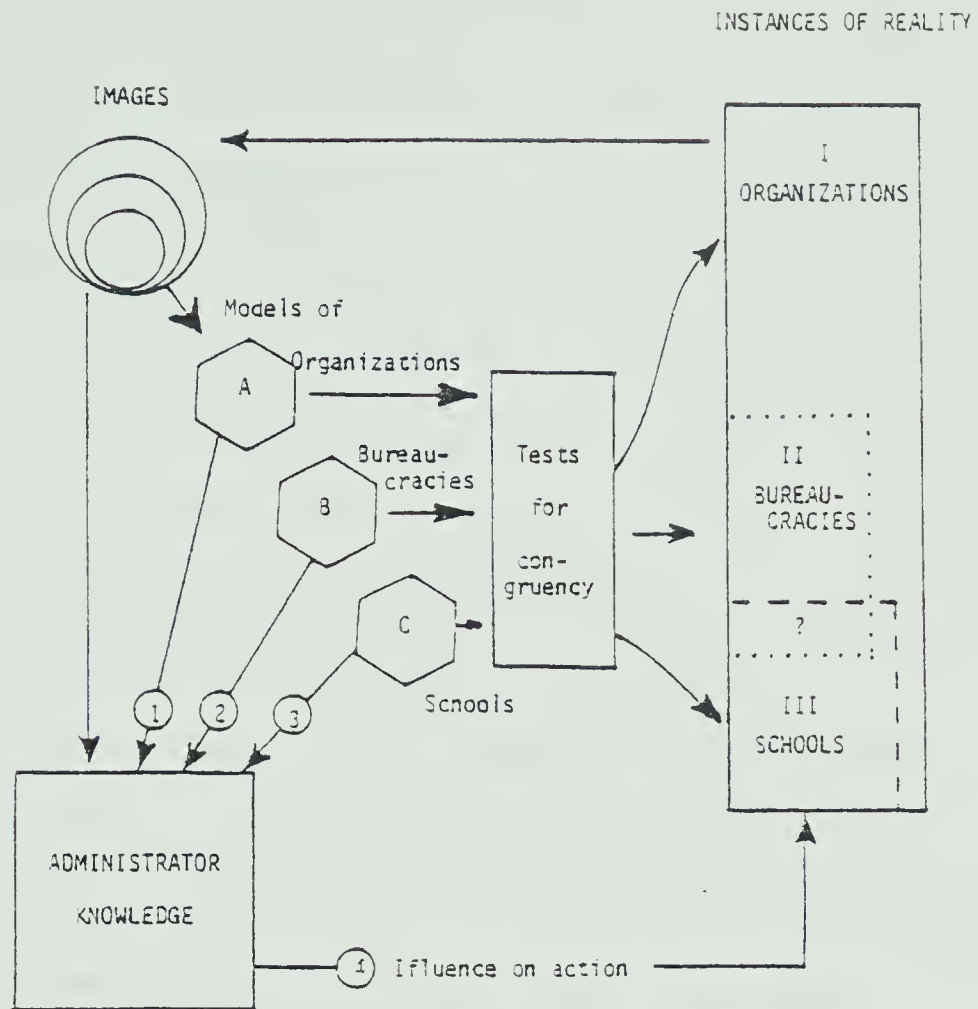 INSTANCES OF REALITY
IMAGES
I
ORGANIZATIONS
Models of
Organizations
A
Bureau-
cracies
B
Tests
for
con-
gruency
II
BUREAU-
CRACIES
C
?
Schools
III
SCHOOLS
1
2
3
ADMINISTRATOR
KNOWLEDGE
4 Ifluence on action